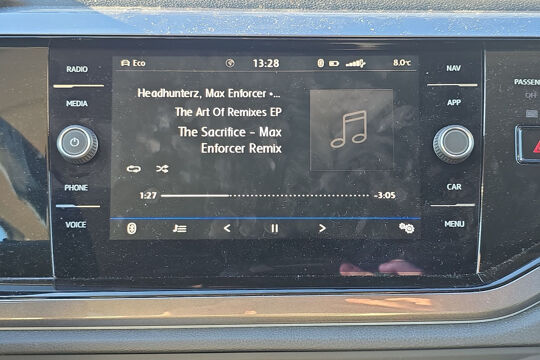 RADIO
MEDIA
PHONE
VOICE
Eco
13:28
8.0°C
Headhunterz, Max Enforcer •...
The Art Of Remixes EP
The Sacrifice – Max
Enforcer Remix
1:27
-3:05
NAV
APP
CAR
MENU
PASSEN
OFF